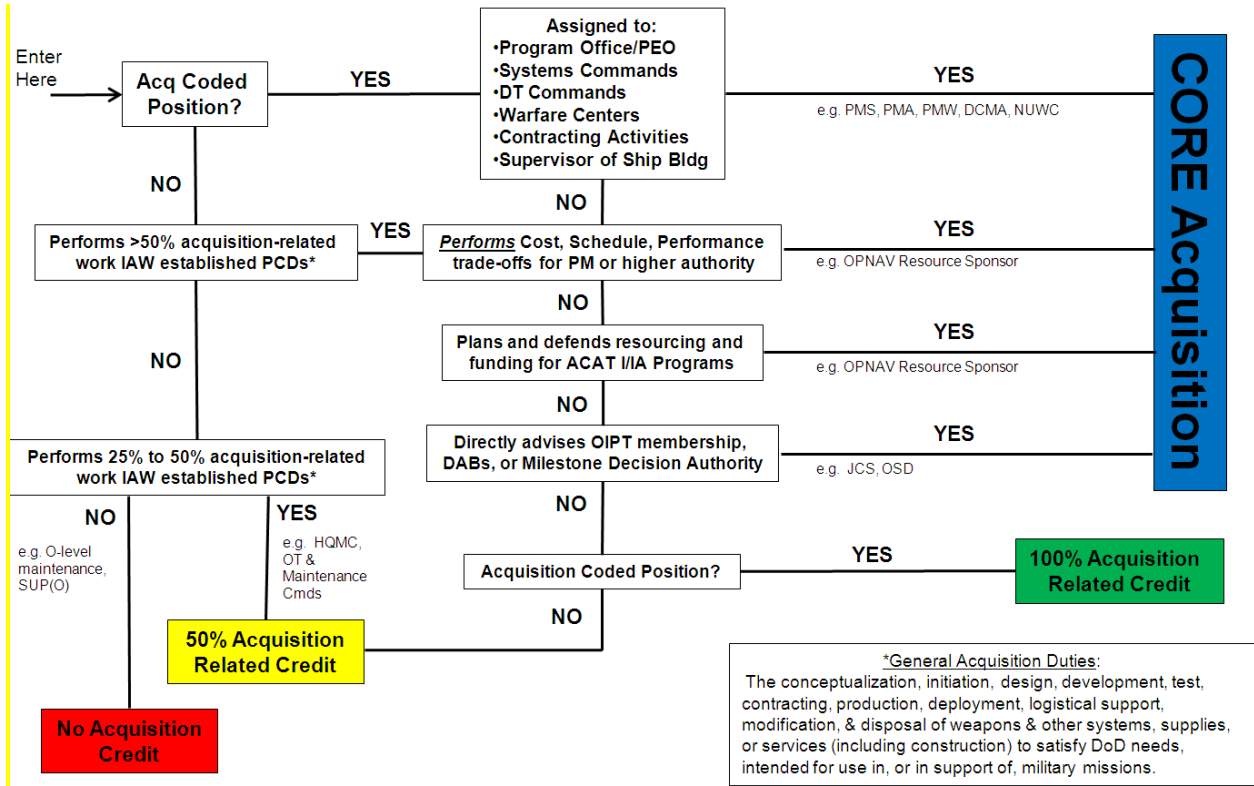 Enter
Here
Acq Coded
Position?
YES
Assigned to:
•Program Office/PEO
•Systems Commands
•DT Commands
•Warfare Centers
•Contracting Activities
•Supervisor of Ship Bldg
YES
e.g. PMS, PMA, PMW, DCMA, NUWC
CORE Acquisition
NO
NO
Performs >50% acquisition-related
work IAW established PCDs*
YES
Performs Cost, Schedule, Performance
trade-offs for PM or higher authority
YES
e.g. OPNAV Resource Sponsor
NO
NO
Plans and defends resourcing and
funding for ACAT I/IA Programs
YES
e.g. OPNAV Resource Sponsor
NO
Performs 25% to 50% acquisition-related
work IAW established PCDs*
Directly advises OIPT membership,
DABs, or Milestone Decision Authority
YES
e.g. JCS, OSD
NO
e.g. O-level
maintenance,
SUP(O)
YES
e.g. HQMC,
OT &
Maintenance
Cmds
NO
Acquisition Coded Position?
YES
100% Acquisition
Related Credit
NO
50% Acquisition
Related Credit
No Acquisition
Credit
*General Acquisition Duties:
The conceptualization, initiation, design, development, test,
contracting, production, deployment, logistical support,
modification, & disposal of weapons & other systems, supplies,
or services (including construction) to satisfy DoD needs,
intended for use in, or in support of, military missions.